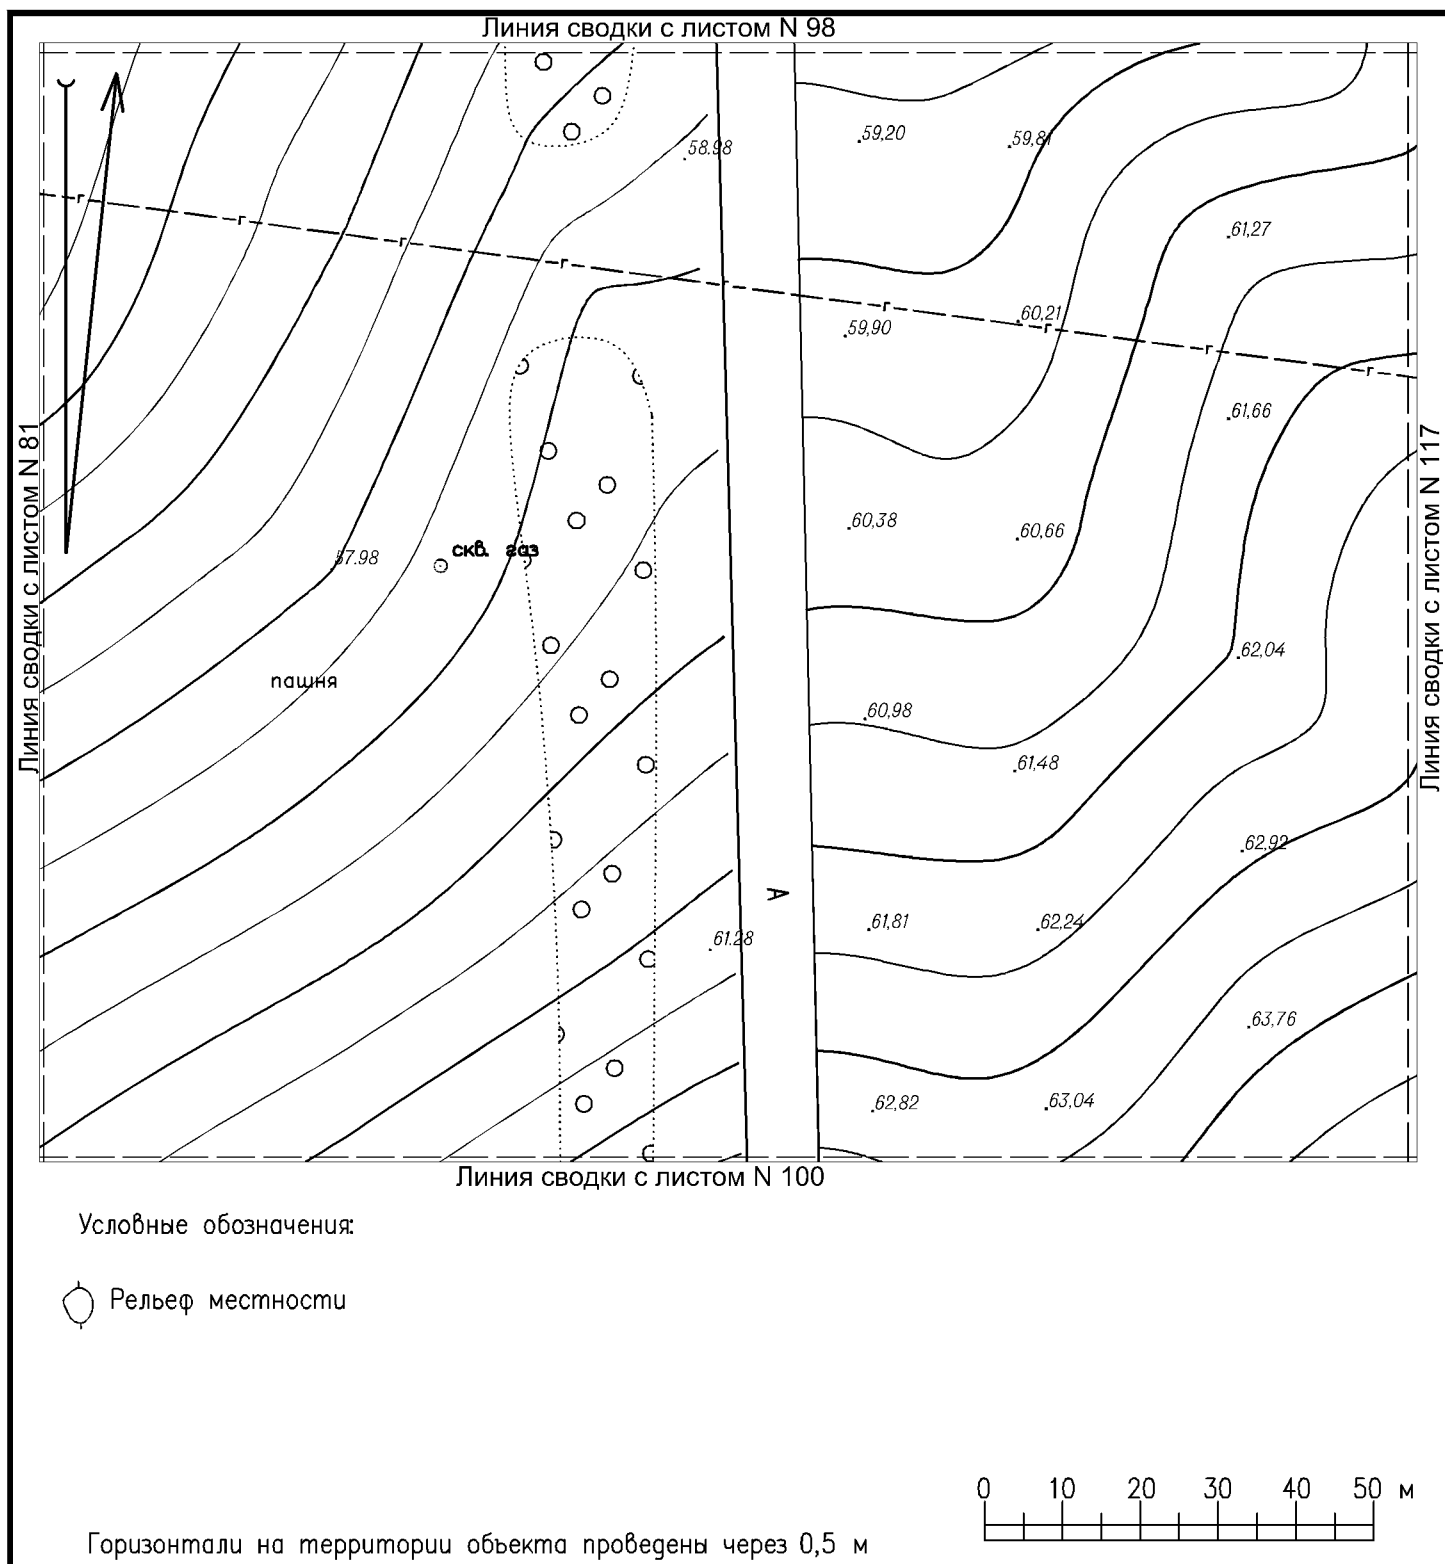 Линия сводки с листом N 98
58.98
59,20
59,81
61,27
60,21
59,90
61,66
Линия сводки с листом N 81
Линия сводки с листом N 117
60,38
60,66
скв. газ
57.98
62,04
пашня
60,98
61,48
62,92
А
61,81
62,24
61.28
63,76
62,82
63,04
Линия сводки с листом N 100
Условные обозначения:
Рельеф местности
0 10 20 30 40 50 м
Горизонтали на территории объекта проведены через 0,5 м
г г г г г г г г г